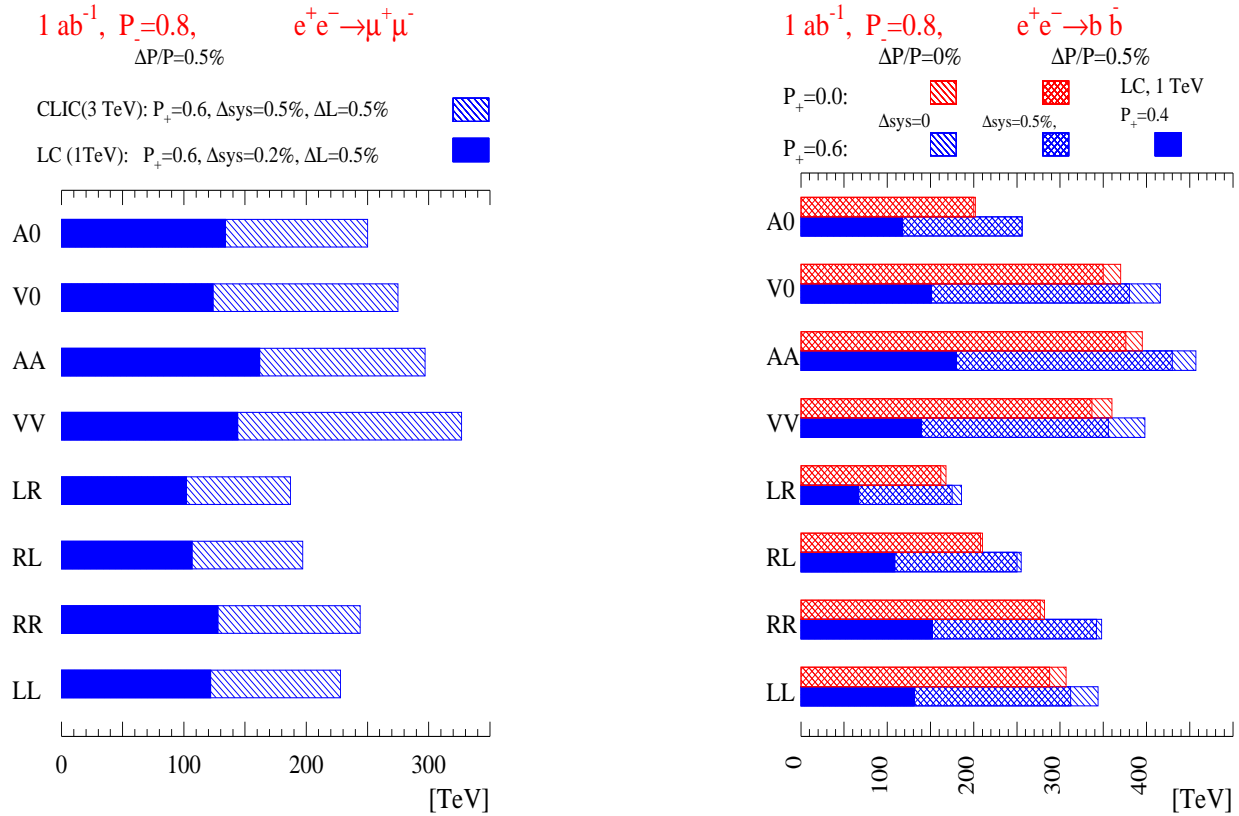 1 ab⁻¹, P_=0.8, e⁺e⁻→μ⁺μ⁻
ΔP/P=0.5%
CLIC(3 TeV): P₊=0.6, Δsys=0.5%, ΔL=0.5%
LC (1TeV): P₊=0.6, Δsys=0.2%, ΔL=0.5%
A0
V0
AA
VV
LR
RL
RR
LL
0 100 200 300
[TeV]
1 ab⁻¹, P_=0.8, e⁺e⁻→b b̄
ΔP/P=0% ΔP/P=0.5%
P₊=0.0: LC, 1 TeV
Δsys=0 Δsys=0.5%, P₊=0.4
P₊=0.6:
A0
V0
AA
VV
LR
RL
RR
LL
0 100 200 300 400
[TeV]